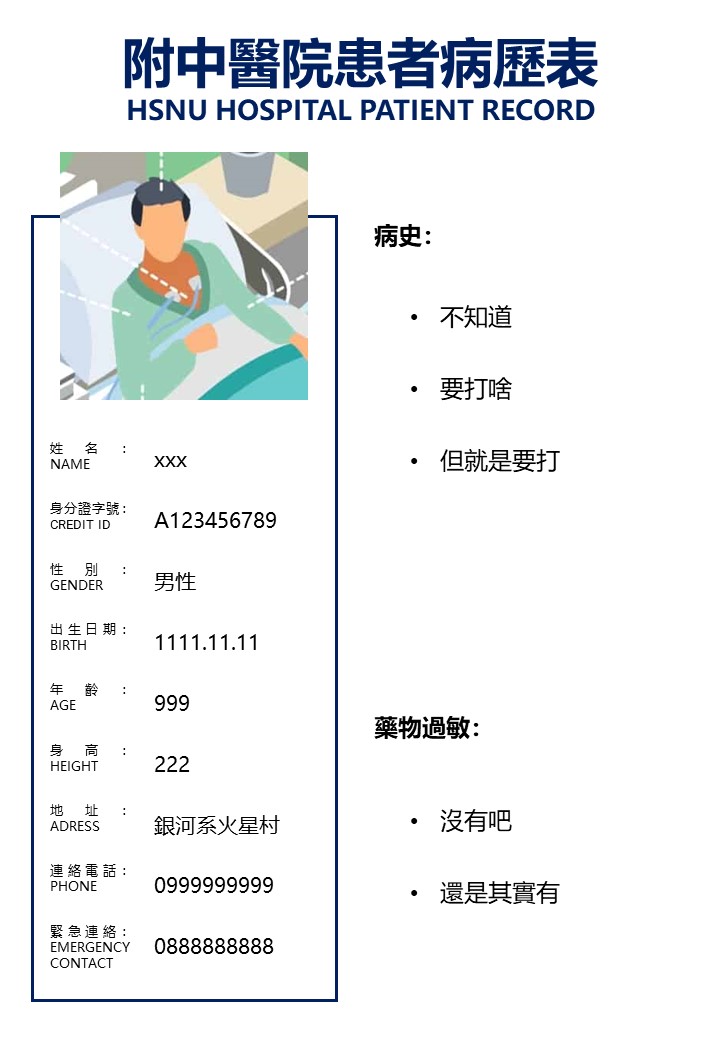 附中醫院患者病歷表
HSNU HOSPITAL PATIENT RECORD
姓名：
NAME
xxx
身分證字號：
CREDIT ID
A123456789
性別：
GENDER
男性
出生日期：
BIRTH
1111.11.11
年齡：
AGE
999
身高：
HEIGHT
222
地址：
ADRESS
銀河系火星村
連絡電話：
PHONE
0999999999
緊急連絡：
EMERGENCY
CONTACT
0888888888
病史：
• 不知道
• 要打啥
• 但就是要打
藥物過敏：
• 沒有吧
• 還是其實有